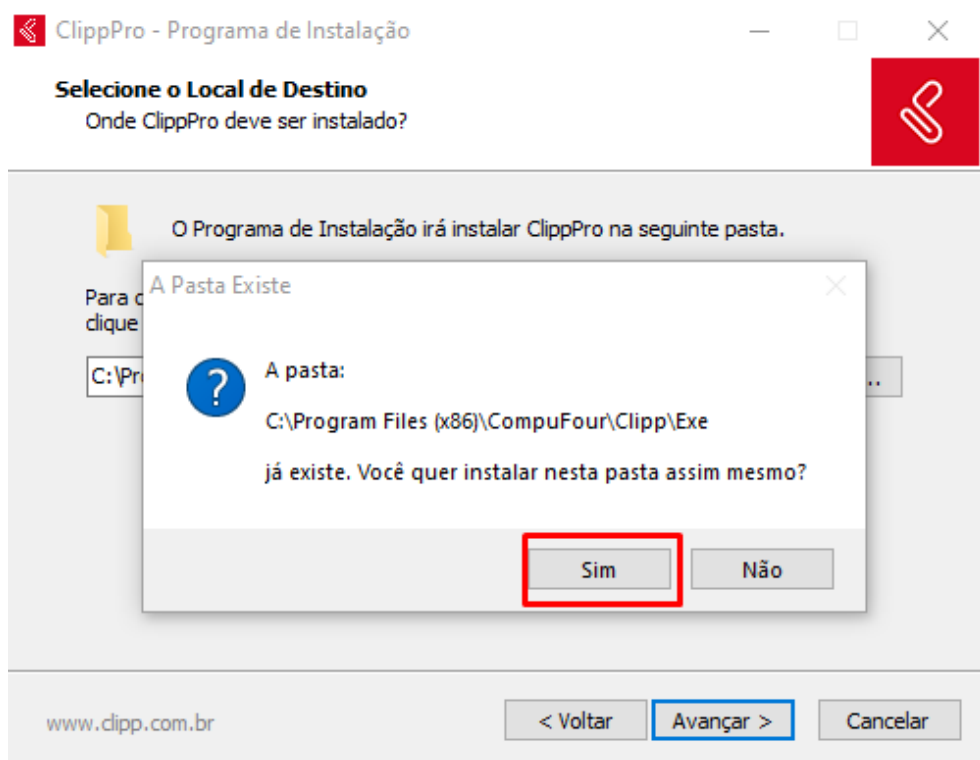 ClippPro - Programa de Instalação
Selecione o Local de Destino
Onde ClippPro deve ser instalado?
O Programa de Instalação irá instalar ClippPro na seguinte pasta.
Para
clique
C:\Pr
..
A Pasta Existe
A pasta:
C:\Program Files (x86)\CompuFour\Clipp\Exe
já existe. Você quer instalar nesta pasta assim mesmo?
Sim
Não
www.clipp.com.br
< Voltar
Avançar >
Cancelar